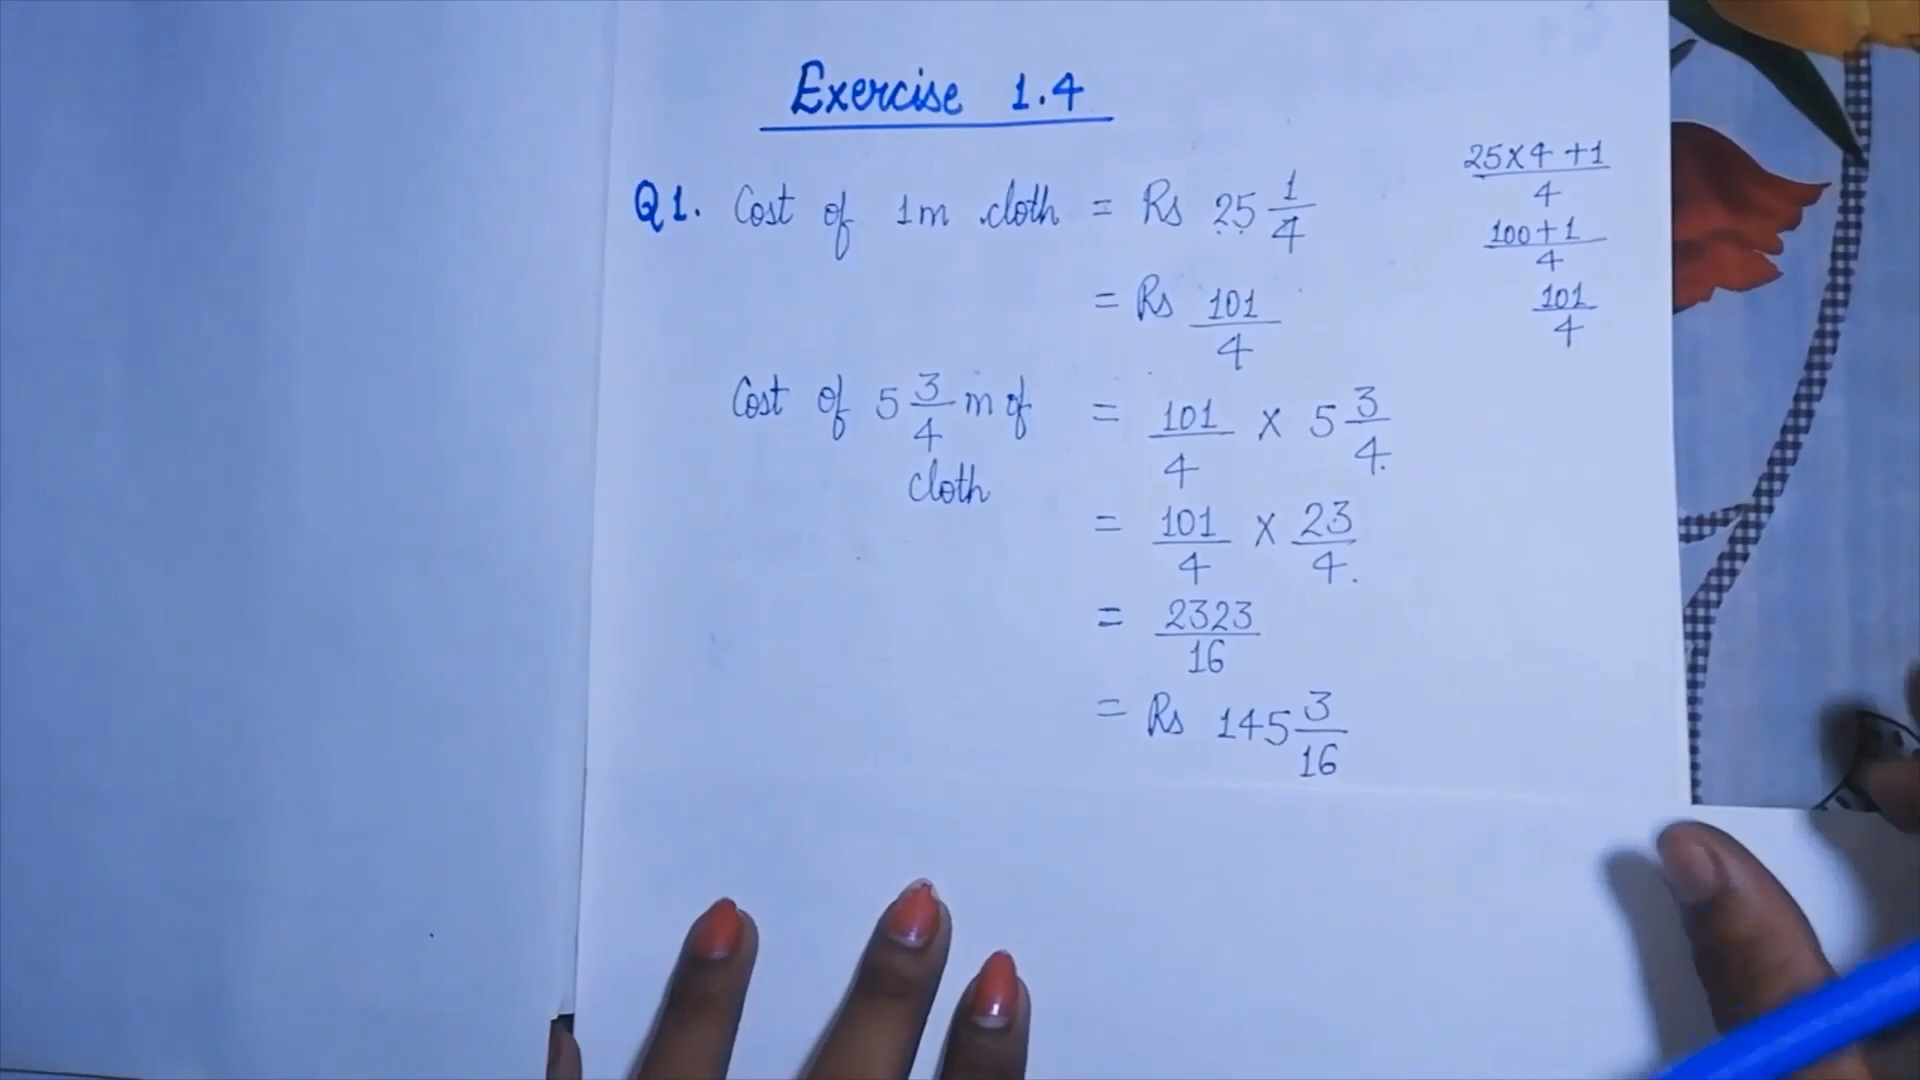 Exercise 1.4
Q1. Cost of 1m cloth = Rs 25 1/4
= Rs 101/4
Cost of 5 3/4 m of cloth = 101/4 x 5 3/4
= 101/4 x 23/4
= 2323/16
= Rs 145 3/16
25x4+1/4
100+1/4
101/4